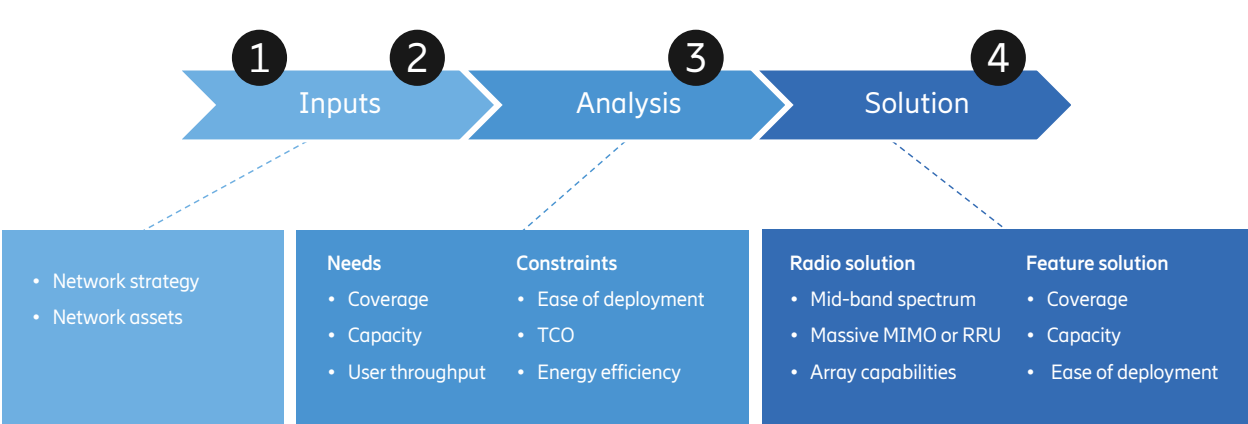 1
2
3
4
Inputs
Analysis
Solution
• Network strategy
• Network assets
Needs
• Coverage
• Capacity
• User throughput
Constraints
• Ease of deployment
• TCO
• Energy efficiency
Radio solution
• Mid-band spectrum
• Massive MIMO or RRU
• Array capabilities
Feature solution
• Coverage
• Capacity
• Ease of deployment